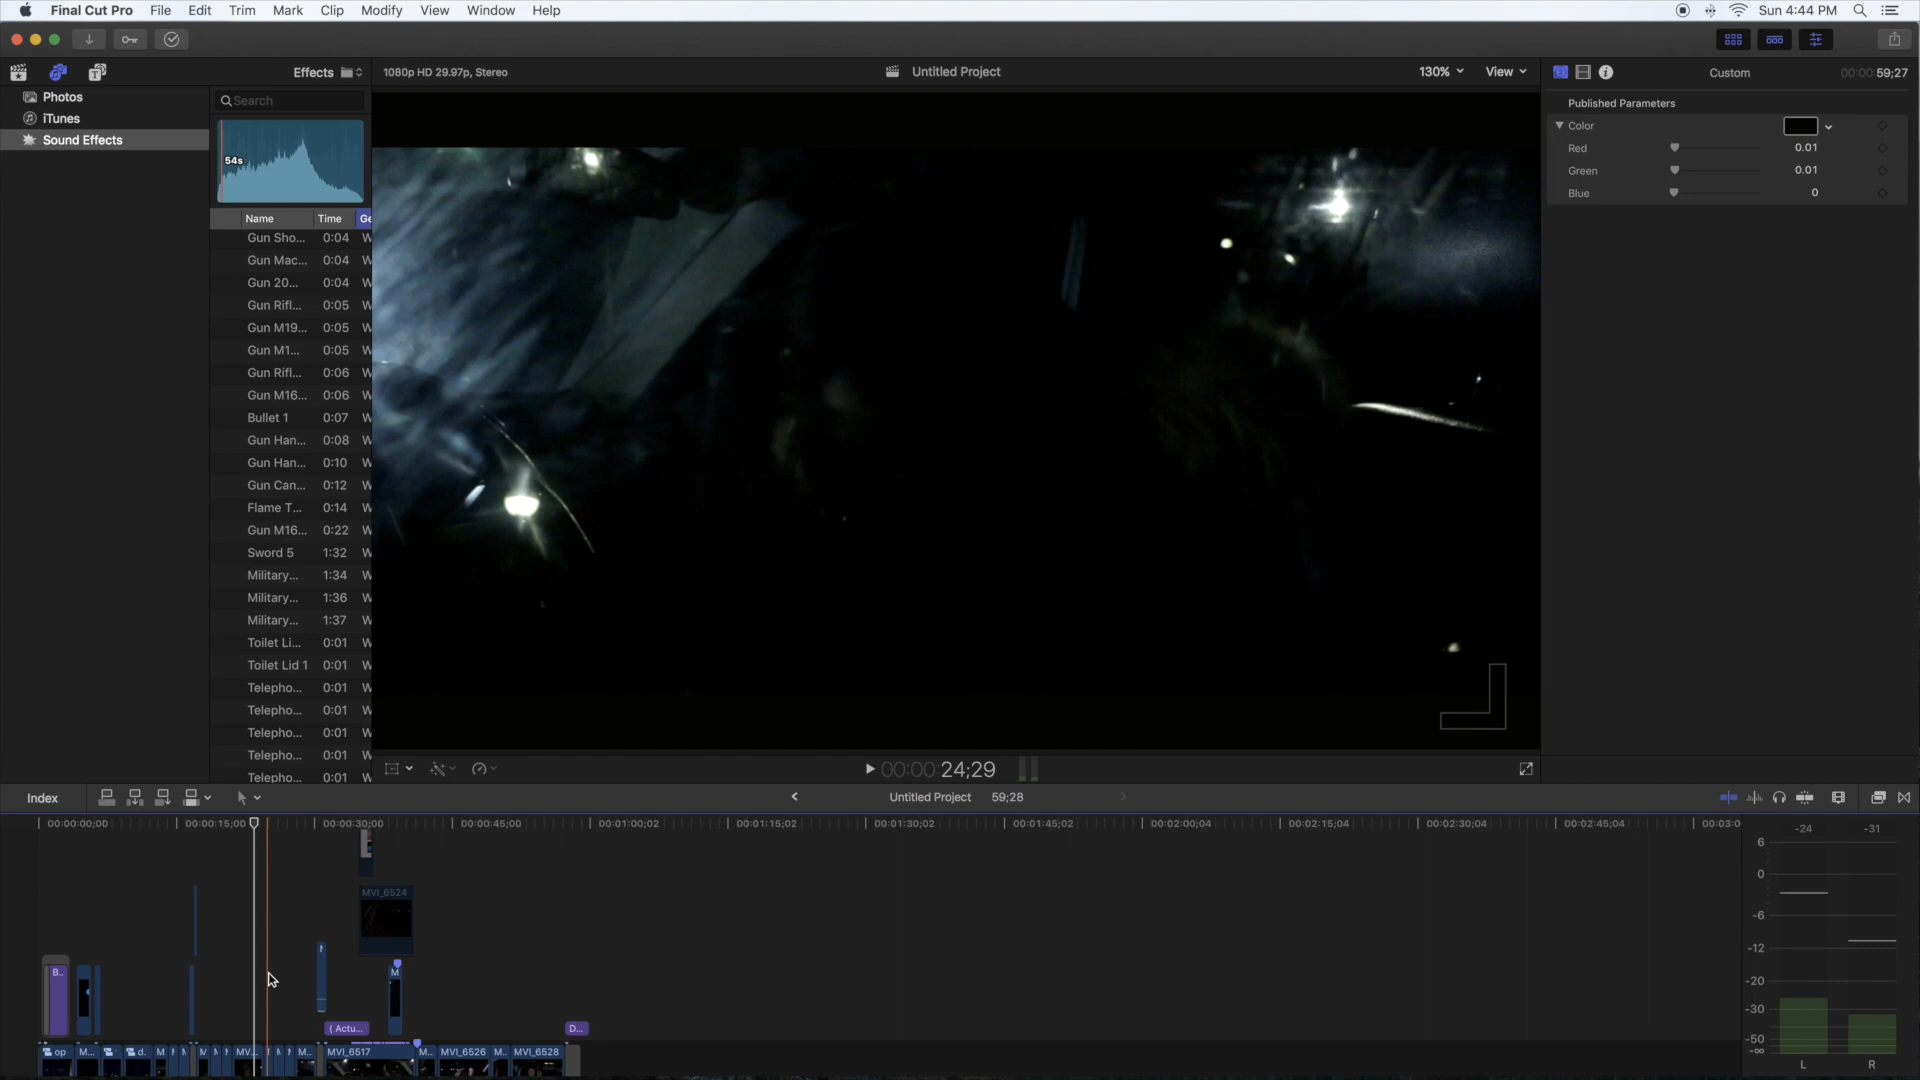 Final Cut Pro File Edit Trim Mark Clip Modify View Window Help Sun 4:44 PM
Effects 1080p HD 29.97p, Stereo Untitled Project 130% View Custom 00:00:59;27
Photos
iTunes
Sound Effects
Search
54s
Name Time Ge
Gun Sho... 0:04 W
Gun Mac... 0:04 W
Gun 20... 0:04 W
Gun Rifl... 0:05 W
Gun M19... 0:05 W
Gun M1... 0:05 W
Gun Rifl... 0:06 W
Gun M16... 0:06 W
Bullet 1 0:07 W
Gun Han... 0:08 W
Gun Han... 0:10 W
Gun Can... 0:12 W
Flame T... 0:14 W
Gun M16... 0:22 W
Sword 5 1:32 W
Military... 1:34 W
Military... 1:36 W
Military... 1:37 W
Toilet Li... 0:01 W
Toilet Lid 1 0:01 W
Telepho... 0:01 W
Telepho... 0:01 W
Telepho... 0:01 W
Telepho... 0:01 W
Telepho... 0:01 W
Published Parameters
Color
Red 0.01
Green 0.01
Blue 0
00:00:24;29
Index Untitled Project 59;28
00:00:00;00 00:00:15;00 00:00:30;00 00:00:45;00 00:01:00;02 00:01:15;02 00:01:30;02 00:01:45;02 00:02:00;04 00:02:15;04 00:02:30;04 00:02:45;04 00:03:0
MVI_6524
B..
M
( Actu...
D...
op M... d. M M M M M M MV... M M M M... MVI_6517 M... MVI_6526 M.. MVI_6528
-24 -31
6
0
-6
-12
-20
-30
-50
-∞
L R